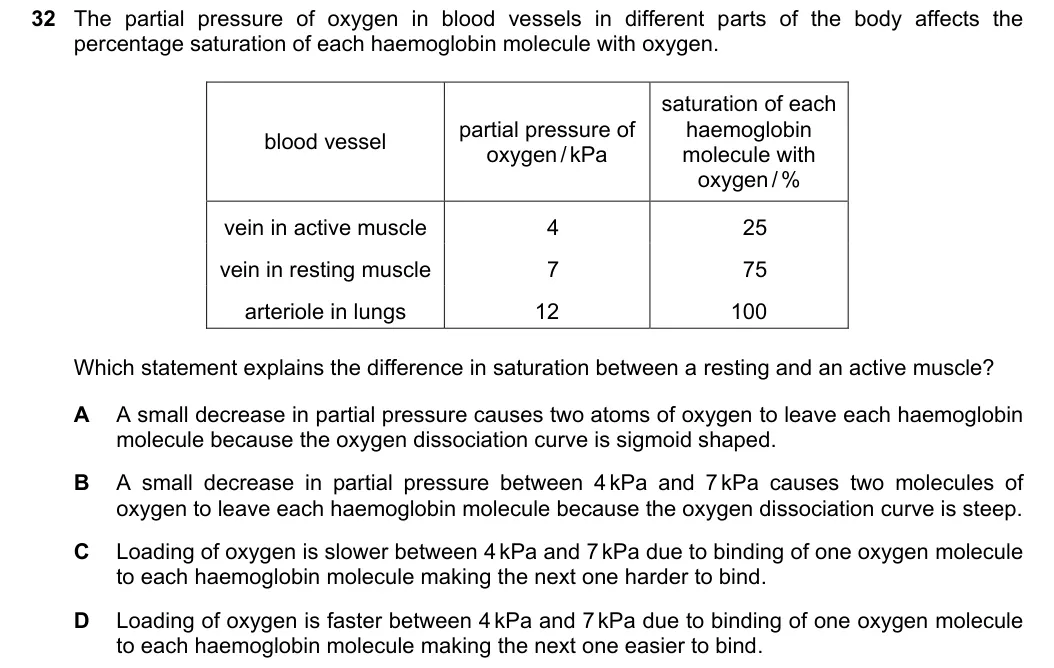 32 The partial pressure of oxygen in blood vessels in different parts of the body affects the
percentage saturation of each haemoglobin molecule with oxygen.
blood vessel
partial pressure of
oxygen / kPa
saturation of each
haemoglobin
molecule with
oxygen / %
vein in active muscle 4 25
vein in resting muscle 7 75
arteriole in lungs 12 100
Which statement explains the difference in saturation between a resting and an active muscle?
A A small decrease in partial pressure causes two atoms of oxygen to leave each haemoglobin
molecule because the oxygen dissociation curve is sigmoid shaped.
B A small decrease in partial pressure between 4 kPa and 7 kPa causes two molecules of
oxygen to leave each haemoglobin molecule because the oxygen dissociation curve is steep.
C Loading of oxygen is slower between 4 kPa and 7 kPa due to binding of one oxygen molecule
to each haemoglobin molecule making the next one harder to bind.
D Loading of oxygen is faster between 4 kPa and 7 kPa due to binding of one oxygen molecule
to each haemoglobin molecule making the next one easier to bind.